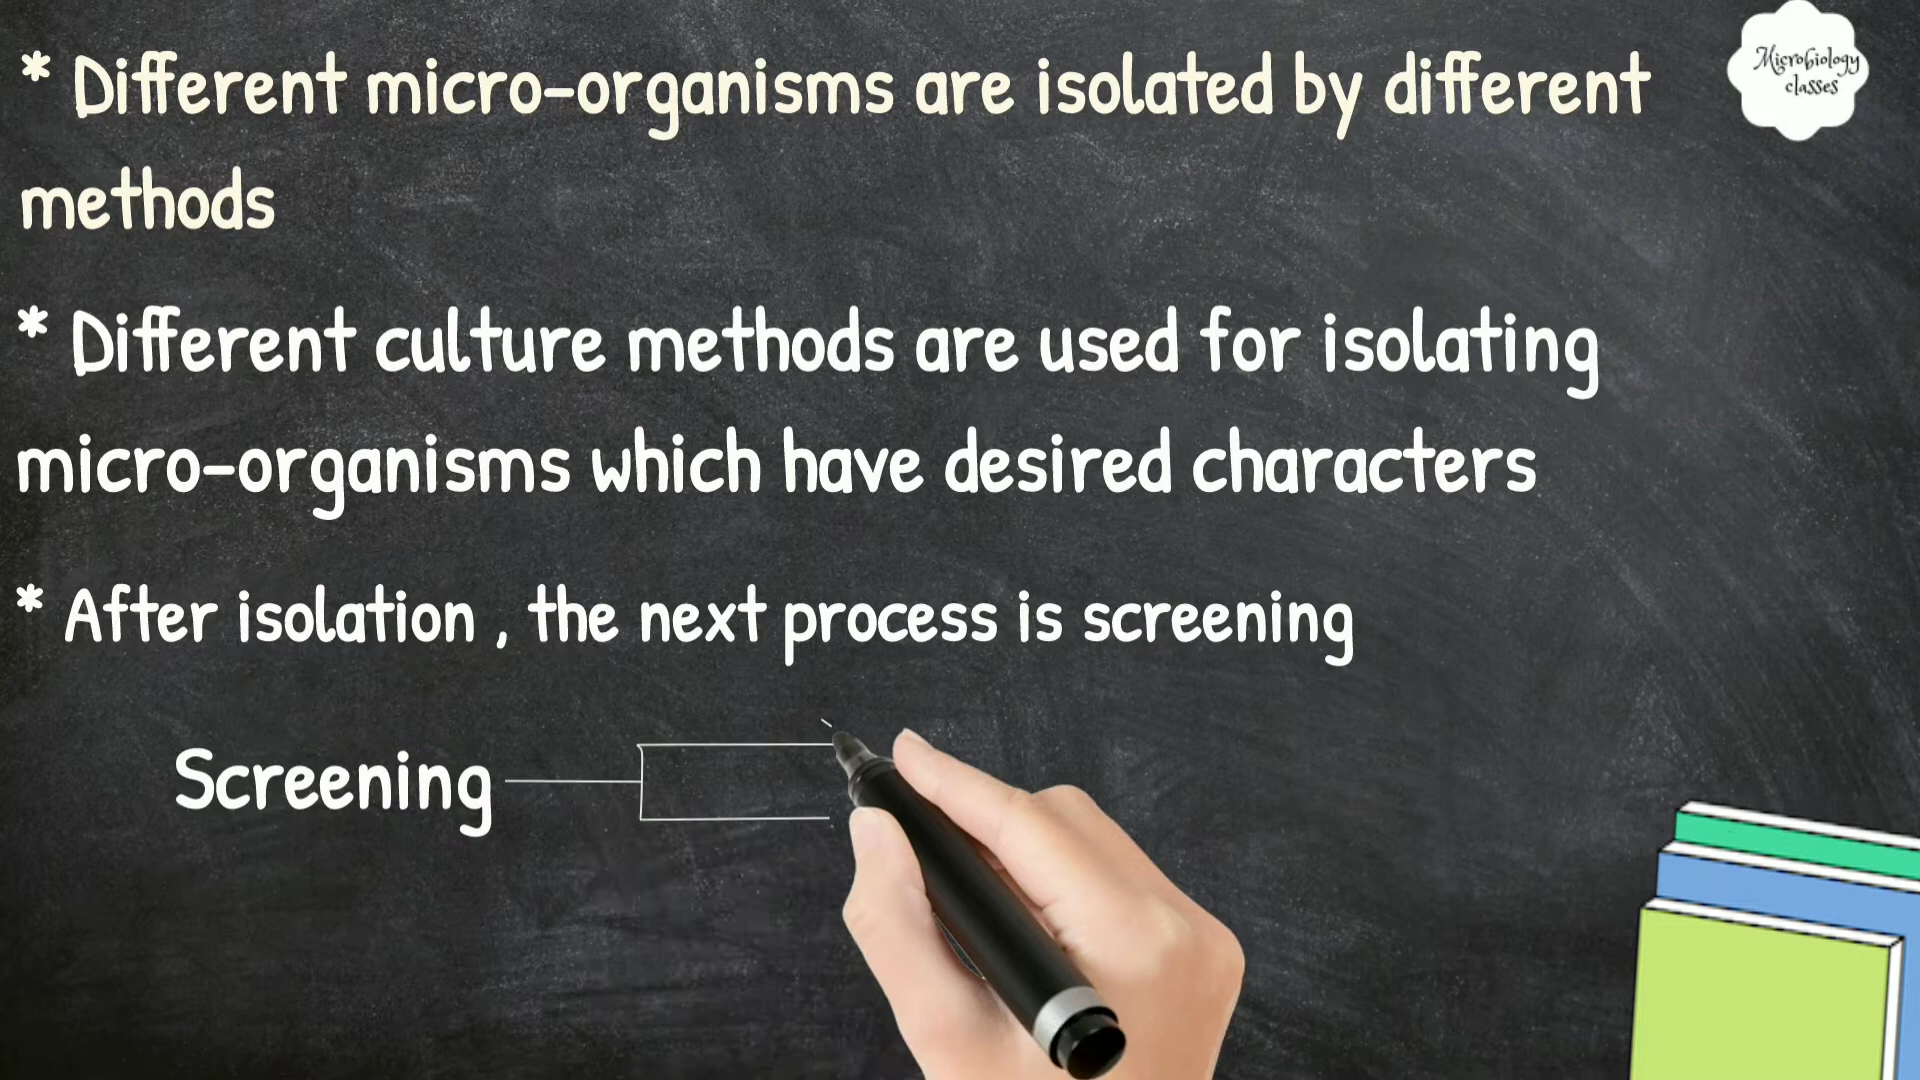 * Different micro-organisms are isolated by different
methods
* Different culture methods are used for isolating
micro-organisms which have desired characters
* After isolation , the next process is screening
Screening
Microbiology
classes